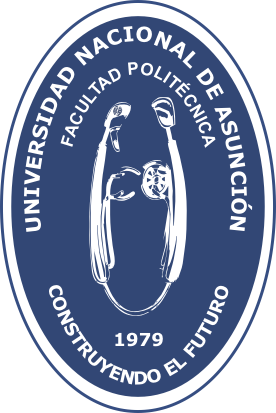 UNIVERSIDAD NACIONAL DE ASUNCIÓN
FACULTAD POLITÉCNICA
1979
CONSTRUYENDO EL FUTURO